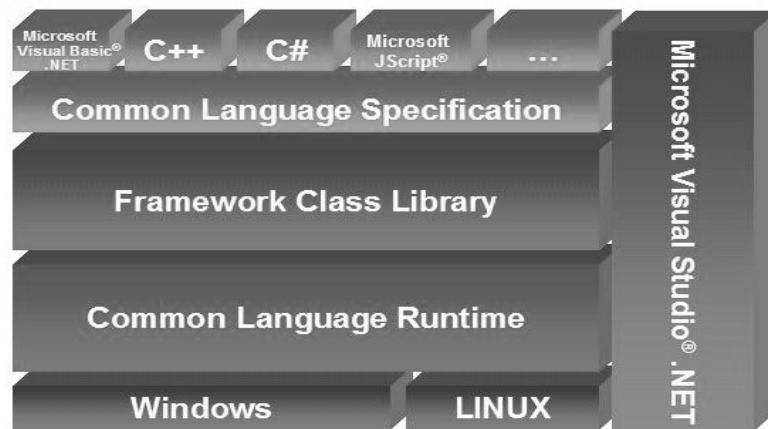 Microsoft
Visual Basic®
.NET
C++
C#
Microsoft
JScript®
...
Common Language Specification
Framework Class Library
Common Language Runtime
Windows
LINUX
Microsoft Visual Studio® .NET